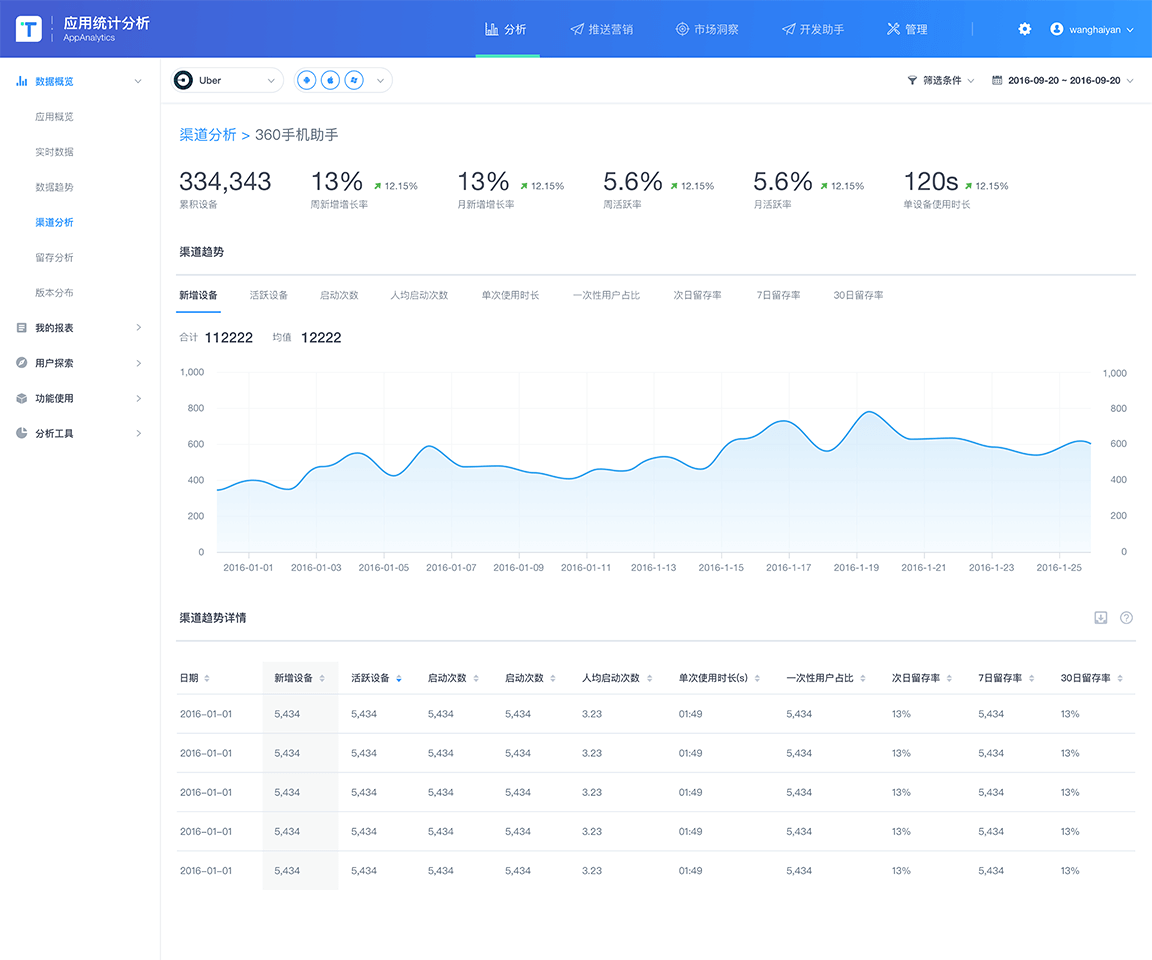 T
应用统计分析
AppAnalytics
分析 推送营销 市场洞察 开发助手 管理
wanghaiyan
数据概览
应用概览
实时数据
数据趋势
渠道分析
留存分析
版本分布
我的报表
用户探索
功能使用
分析工具
Uber
筛选条件 2016-09-20 ~ 2016-09-20
渠道分析 > 360手机助手
334,343 13% 12.15% 13% 12.15% 5.6% 12.15% 5.6% 12.15% 120s 12.15%
累积设备 周新增增长率 月新增增长率 周活跃率 月活跃率 单设备使用时长
渠道趋势
新增设备 活跃设备 启动次数 人均启动次数 单次使用时长 一次性用户占比 次日留存率 7日留存率 30日留存率
合计 112222 均值 12222
1,000 1,000
800 800
600 600
400 400
200 200
0 0
2016-01-01 2016-01-03 2016-01-05 2016-01-07 2016-01-09 2016-01-11 2016-1-13 2016-1-15 2016-1-17 2016-1-19 2016-1-21 2016-1-23 2016-1-25
渠道趋势详情
日期 新增设备 活跃设备 启动次数 启动次数 人均启动次数 单次使用时长(s) 一次性用户占比 次日留存率 7日留存率 30日留存率
2016-01-01 5,434 5,434 5,434 5,434 3.23 01:49 5,434 13% 5,434 13%
2016-01-01 5,434 5,434 5,434 5,434 3.23 01:49 5,434 13% 5,434 13%
2016-01-01 5,434 5,434 5,434 5,434 3.23 01:49 5,434 13% 5,434 13%
2016-01-01 5,434 5,434 5,434 5,434 3.23 01:49 5,434 13% 5,434 13%
2016-01-01 5,434 5,434 5,434 5,434 3.23 01:49 5,434 13% 5,434 13%